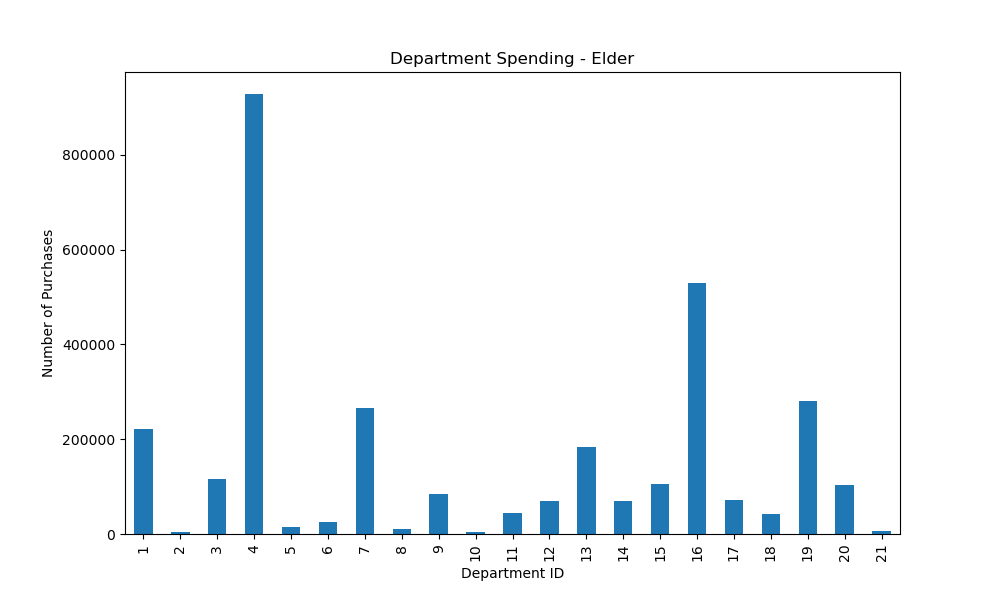 Department Spending - Elder
Number of Purchases
800000
600000
400000
200000
0
1 2 3 4 5 6 7 8 9 10 11 12 13 14 15 16 17 18 19 20 21
Department ID